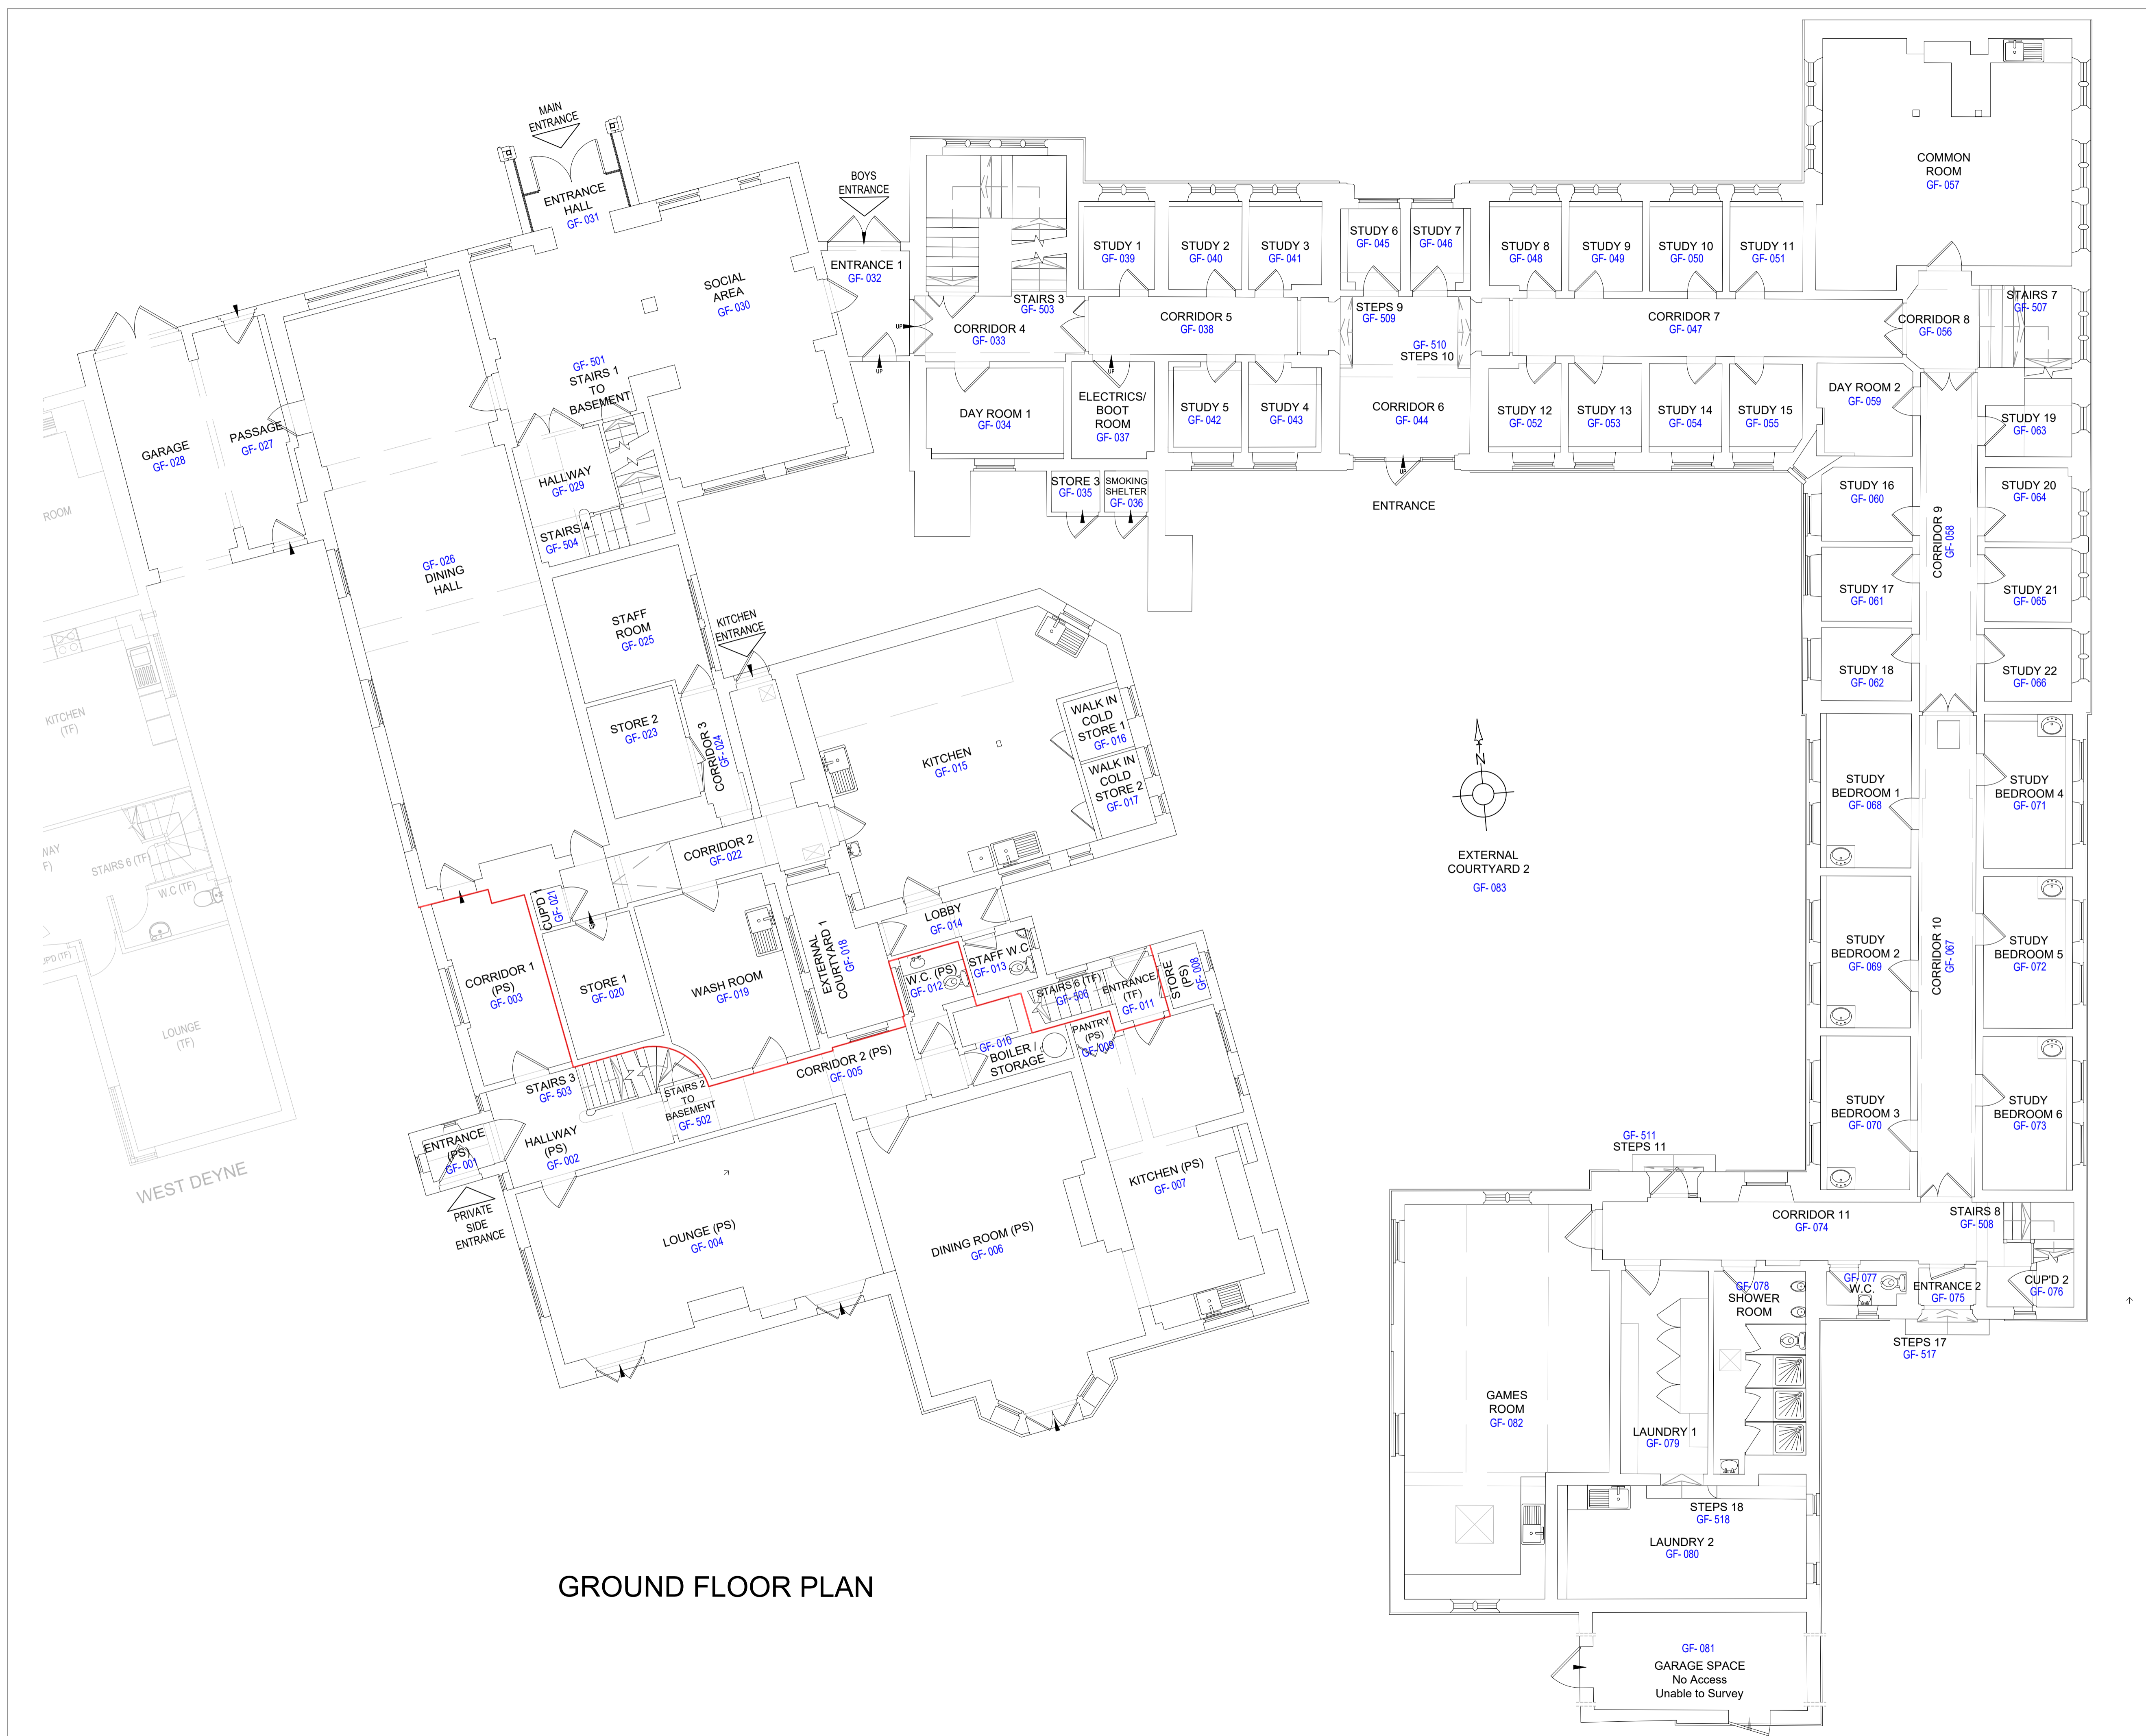 MAIN
ENTRANCE
ENTRANCE
HALL
GF- 031
BOYS
ENTRANCE
ENTRANCE 1
GF- 032
SOCIAL
AREA
GF- 030
STAIRS 3
GF- 503
CORRIDOR 4
GF- 033
UP
UP
STUDY 1
GF- 039
STUDY 2
GF- 040
STUDY 3
GF- 041
STUDY 6
GF- 045
STUDY 7
GF- 046
STUDY 8
GF- 048
STUDY 9
GF- 049
STUDY 10
GF- 050
STUDY 11
GF- 051
COMMON
ROOM
GF- 057
CORRIDOR 5
GF- 038
UP
STEPS 9
GF- 509
GF- 510
STEPS 10
CORRIDOR 7
GF- 047
CORRIDOR 8
GF- 056
STAIRS 7
GF- 507
DAY ROOM 1
GF- 034
ELECTRICS/
BOOT
ROOM
GF- 037
STUDY 5
GF- 042
STUDY 4
GF- 043
CORRIDOR 6
GF- 044
UP
ENTRANCE
STUDY 12
GF- 052
STUDY 13
GF- 053
STUDY 14
GF- 054
STUDY 15
GF- 055
DAY ROOM 2
GF- 059
STUDY 19
GF- 063
STORE 3
GF- 035
SMOKING
SHELTER
GF- 036
GF- 501
STAIRS 1
TO
BASEMENT
GARAGE
GF- 028
PASSAGE
GF- 027
HALLWAY
GF- 029
STAIRS 4
GF- 504
GF- 026
DINING
HALL
STAFF
ROOM
GF- 025
KITCHEN
ENTRANCE
STORE 2
GF- 023
CORRIDOR 3
GF- 024
KITCHEN
GF- 015
WALK IN
COLD
STORE 1
GF- 016
WALK IN
COLD
STORE 2
GF- 017
CORRIDOR 2
GF- 022
STUDY 16
GF- 060
STUDY 20
GF- 064
CORRIDOR 9
GF- 058
STUDY 17
GF- 061
STUDY 21
GF- 065
STUDY 18
GF- 062
STUDY 22
GF- 066
N
EXTERNAL
COURTYARD 2
GF- 083
STUDY
BEDROOM 1
GF- 068
STUDY
BEDROOM 4
GF- 071
STUDY
BEDROOM 2
GF- 069
CORRIDOR 10
GF- 067
STUDY
BEDROOM 5
GF- 072
STUDY
BEDROOM 3
GF- 070
STUDY
BEDROOM 6
GF- 073
ROOM
KITCHEN
(TF)
WAY
F)
STAIRS 6 (TF)
W.C (TF)
UP'D (TF)
LOUNGE
(TF)
WEST DEYNE
CUP'D 1
GF- 021
UP
CORRIDOR 1
(PS)
GF- 003
STORE 1
GF- 020
WASH ROOM
GF- 019
EXTERNAL
COURTYARD 1
GF- 018
LOBBY
GF- 014
W.C. (PS)
GF- 012
STAFF W.C.
GF- 013
STAIRS 6 (TF)
GF- 506
ENTRANCE
(TF)
GF- 011
STORE
(PS)
GF- 008
PANTRY
(PS)
GF- 009
GF- 010
BOILER /
STORAGE
CORRIDOR 2 (PS)
GF- 005
STAIRS 3
GF- 503
STAIRS 2
TO
BASEMENT
GF- 502
ENTRANCE
(PS)
GF- 001
HALLWAY
(PS)
GF- 002
PRIVATE
SIDE
ENTRANCE
LOUNGE (PS)
GF- 004
DINING ROOM (PS)
GF- 006
KITCHEN (PS)
GF- 007
GF- 511
STEPS 11
CORRIDOR 11
GF- 074
STAIRS 8
GF- 508
GF- 078
SHOWER
ROOM
GF- 077
W.C.
ENTRANCE 2
GF- 075
CUP'D 2
GF- 076
STEPS 17
GF- 517
GAMES
ROOM
GF- 082
LAUNDRY 1
GF- 079
STEPS 18
GF- 518
LAUNDRY 2
GF- 080
GF- 081
GARAGE SPACE
No Access
Unable to Survey
GROUND FLOOR PLAN